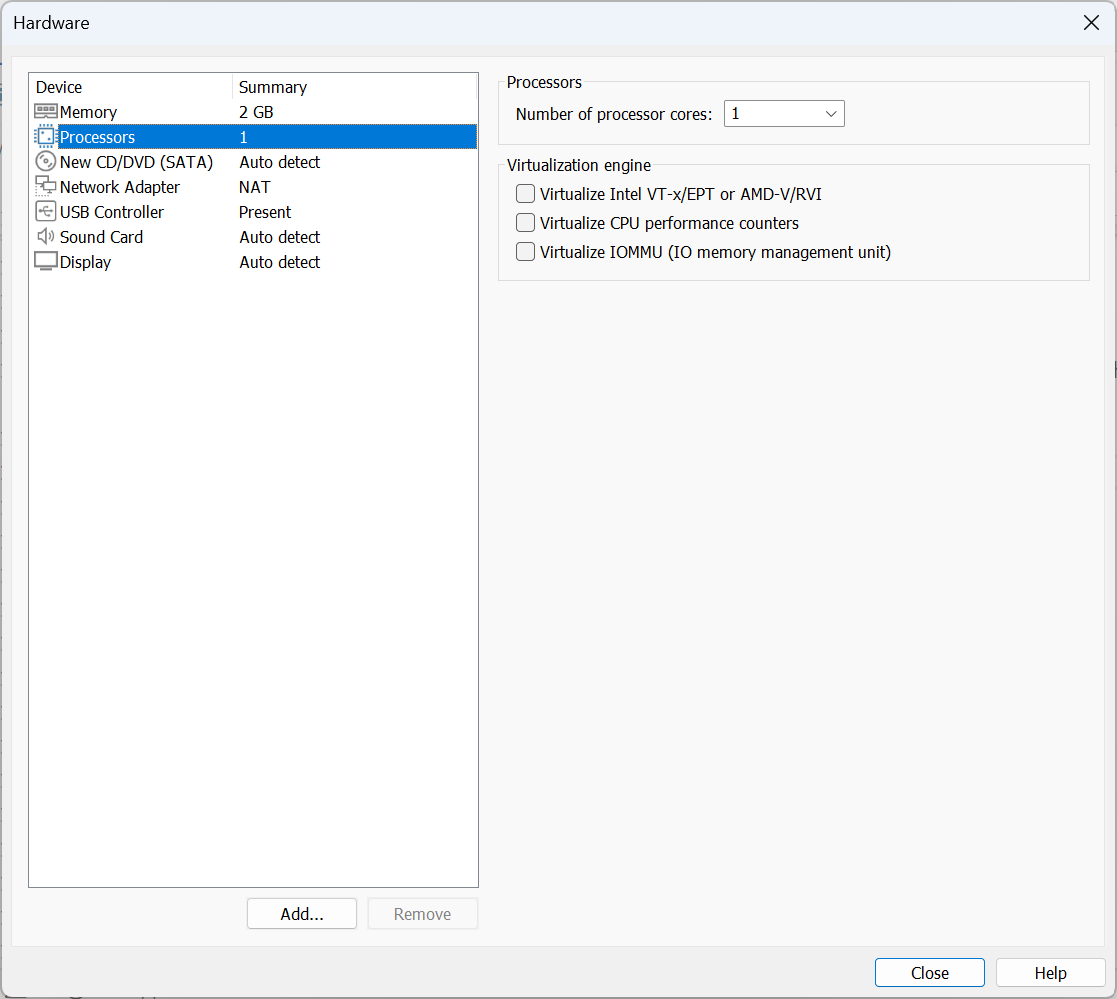 Hardware
Device Summary
Memory 2 GB
Processors 1
New CD/DVD (SATA) Auto detect
Network Adapter NAT
USB Controller Present
Sound Card Auto detect
Display Auto detect
Add...
Remove
Processors
Number of processor cores: 1
Virtualization engine
Virtualize Intel VT-x/EPT or AMD-V/RVI
Virtualize CPU performance counters
Virtualize IOMMU (IO memory management unit)
Close
Help